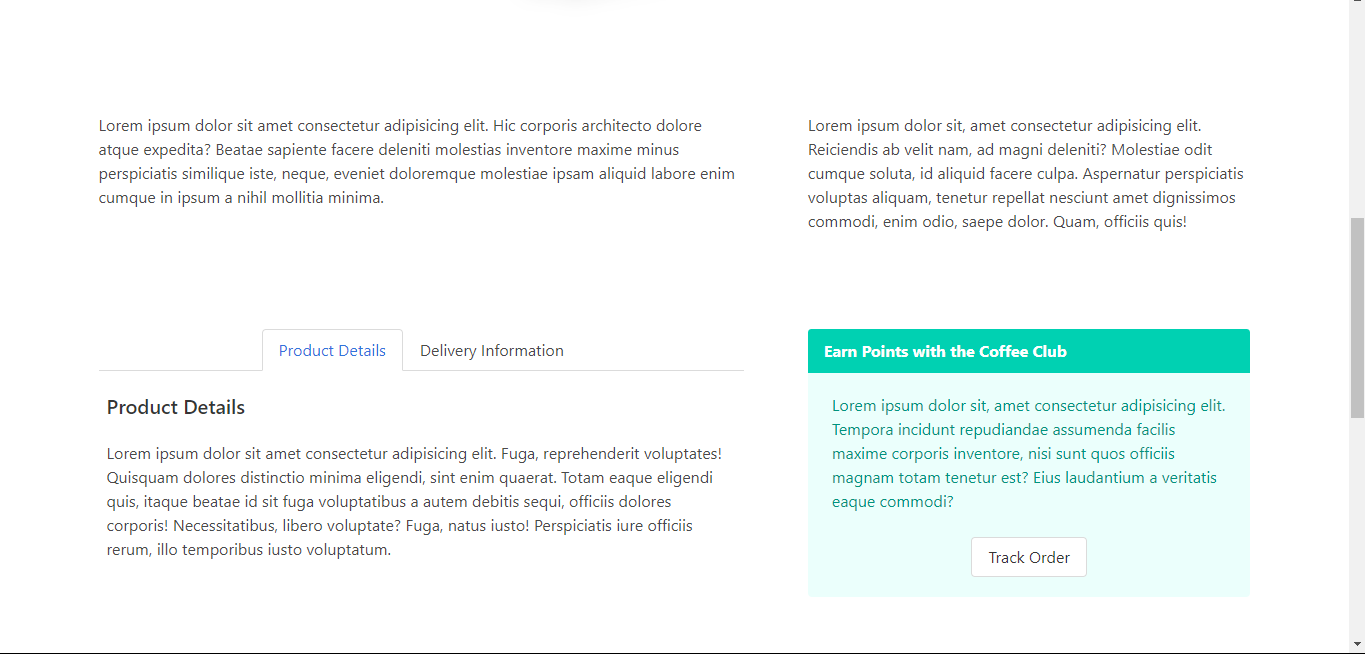 Lorem ipsum dolor sit amet consectetur adipisicing elit. Hic corporis architecto dolore
atque expedita? Beatae sapiente facere deleniti molestias inventore maxime minus
perspiciatis similique iste, neque, eveniet doloremque molestiae ipsam aliquid labore enim
cumque in ipsum a nihil mollitia minima.
Lorem ipsum dolor sit, amet consectetur adipisicing elit.
Reiciendis ab velit nam, ad magni deleniti? Molestiae odit
cumque soluta, id aliquid facere culpa. Aspernatur perspiciatis
voluptas aliquam, tenetur repellat nesciunt amet dignissimos
commodi, enim odio, saepe dolor. Quam, officiis quis!
Product Details
Delivery Information
Product Details
Lorem ipsum dolor sit amet consectetur adipisicing elit. Fuga, reprehenderit voluptates!
Quisquam dolores distinctio minima eligendi, sint enim quaerat. Totam eaque eligendi
quis, itaque beatae id sit fuga voluptatibus a autem debitis sequi, officiis dolores
corporis! Necessitatibus, libero voluptate? Fuga, natus iusto! Perspiciatis iure officiis
rerum, illo temporibus iusto voluptatum.
Earn Points with the Coffee Club
Lorem ipsum dolor sit, amet consectetur adipisicing elit.
Tempora incidunt repudiandae assumenda facilis
maxime corporis inventore, nisi sunt quos officiis
magnam totam tenetur est? Eius laudantium a veritatis
eaque commodi?
Track Order